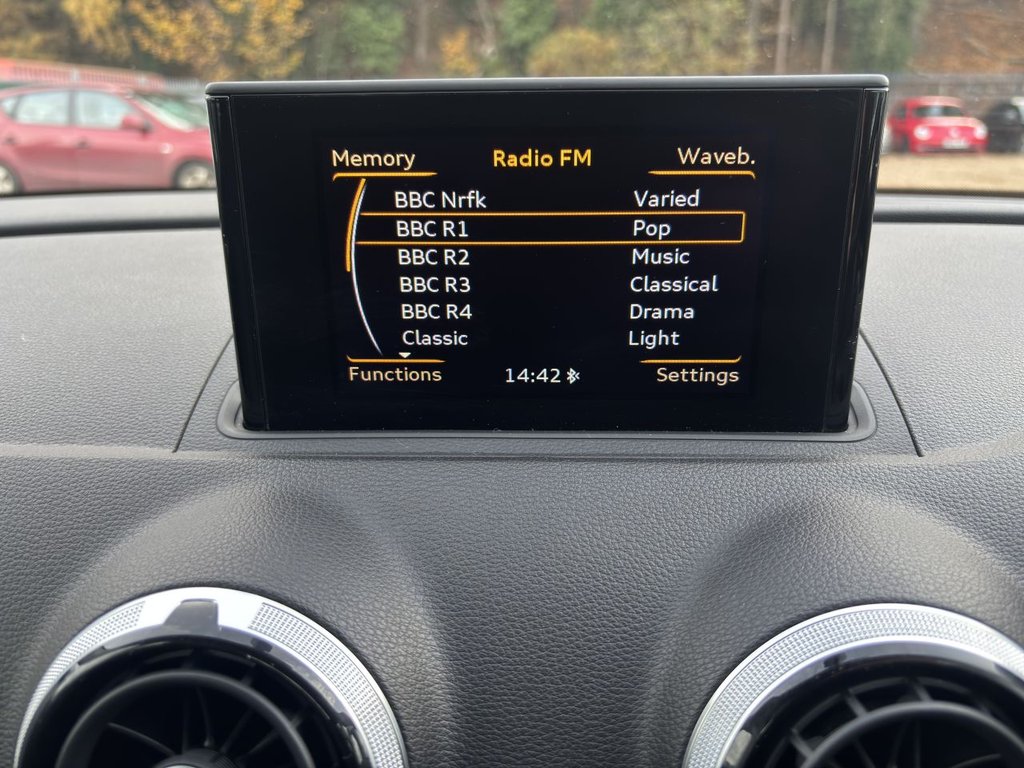 Memory Radio FM Waveb.
BBC Nrfk Varied
BBC R1 Pop
BBC R2 Music
BBC R3 Classical
BBC R4 Drama
Classic Light
Functions 14:42 Settings